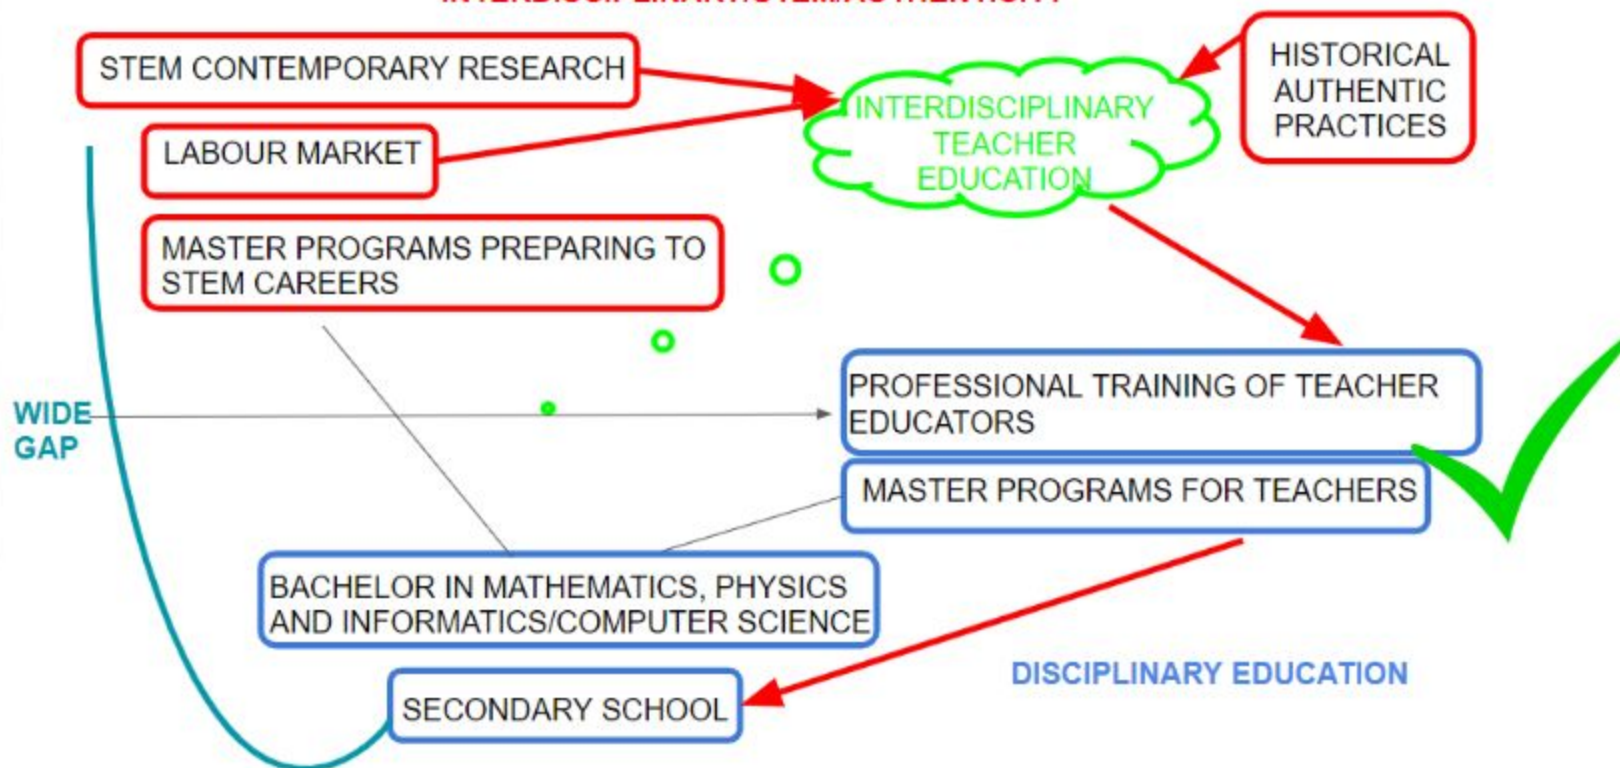 STEM CONTEMPORARY RESEARCH
LABOUR MARKET
MASTER PROGRAMS PREPARING TO
STEM CAREERS
INTERDISCIPLINARY
TEACHER
EDUCATION
HISTORICAL
AUTHENTIC
PRACTICES
WIDE
GAP
PROFESSIONAL TRAINING OF TEACHER
EDUCATORS
MASTER PROGRAMS FOR TEACHERS
BACHELOR IN MATHEMATICS, PHYSICS
AND INFORMATICS/COMPUTER SCIENCE
SECONDARY SCHOOL
DISCIPLINARY EDUCATION